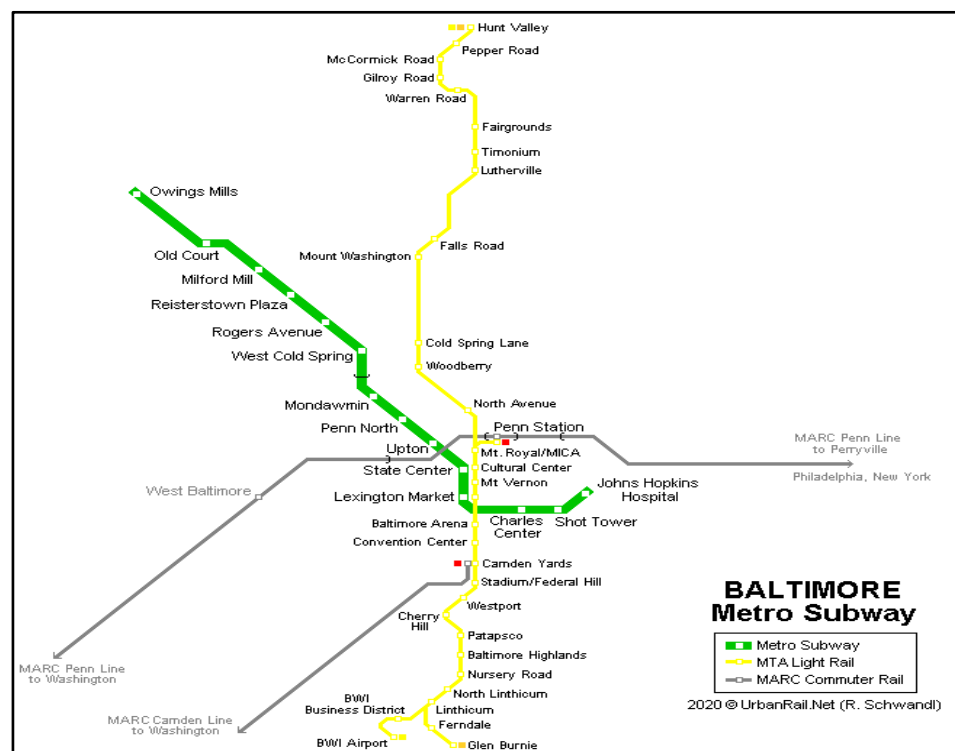 Hunt Valley
Pepper Road
McCormick Road
Gilroy Road
Warren Road
Fairgrounds
Timonium
Lutherville
Owings Mills
Falls Road
Old Court
Mount Washington
Milford Mill
Reisterstown Plaza
Rogers Avenue
Cold Spring Lane
West Cold Spring
Woodberry
Mondawmin
North Avenue
Penn North
Penn Station
Upton
MARC Penn Line
to Perryville
Philadelphia, New York
Mt. Royal/MICA
State Center
Cultural Center
Mt Vernon
West Baltimore
Lexington Market
Johns Hopkins
Hospital
Baltimore Arena
Charles
Center
Shot Tower
Convention Center
Camden Yards
Stadium/Federal Hill
Westport
Cherry
Hill
Patapsco
Baltimore Highlands
MARC Penn Line
to Washington
Nursery Road
North Linthicum
BWI
Business District
Linthicum
MARC Camden Line
to Washington
Ferndale
BWI Airport
Glen Burnie
BALTIMORE
Metro Subway
Metro Subway
MTA Light Rail
MARC Commuter Rail
2020 © UrbanRail.Net (R. Schwandl)